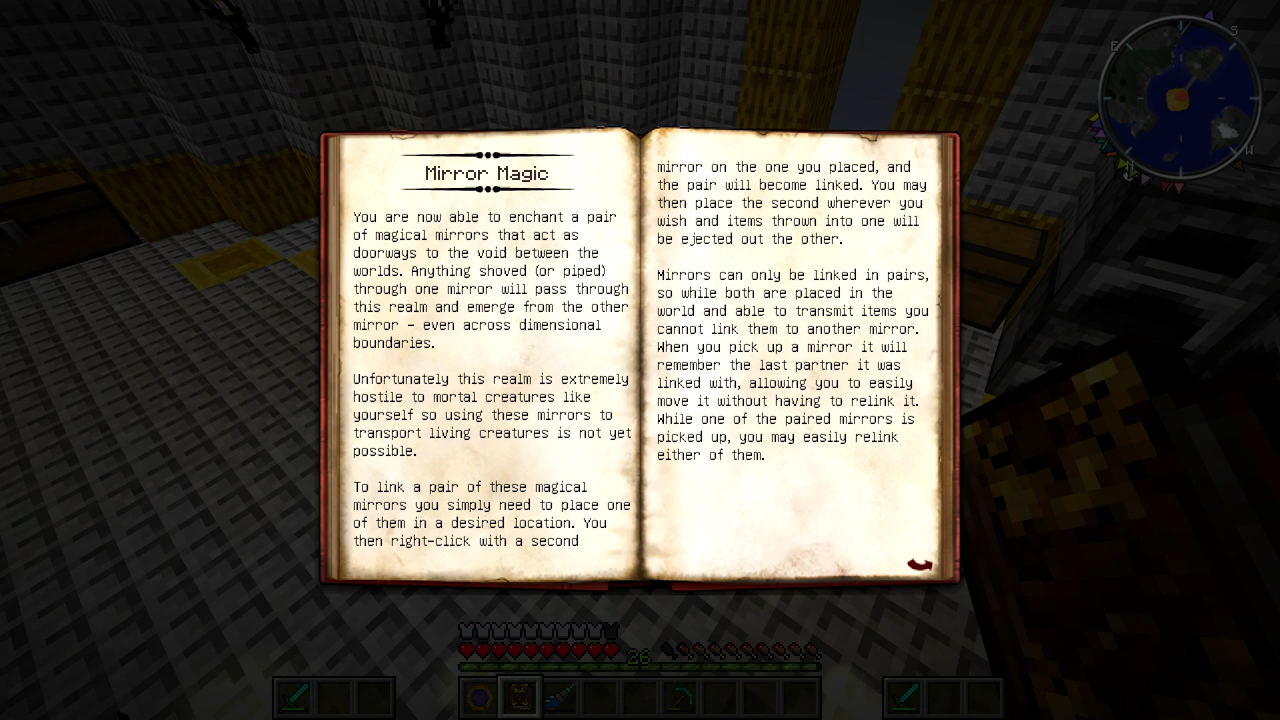 Mirror Magic
You are now able to enchant a pair
of magical mirrors that act as
doorways to the void between the
worlds. Anything shoved (or piped)
through one mirror will pass through
this realm and emerge from the other
mirror - even across dimensional
boundaries.
Unfortunately this realm is extremely
hostile to mortal creatures like
yourself so using these mirrors to
transport living creatures is not yet
possible.
To link a pair of these magical
mirrors you simply need to place one
of them in a desired location. You
then right-click with a second
mirror on the one you placed, and
the pair will become linked. You may
then place the second wherever you
wish and items thrown into one will
be ejected out the other.
Mirrors can only be linked in pairs,
so while both are placed in the
world and able to transmit items you
cannot link them to another mirror.
When you pick up a mirror it will
remember the last partner it was
linked with, allowing you to easily
move it without having to relink it.
While one of the paired mirrors is
picked up, you may easily relink
either of them.
E
S
N
W
26